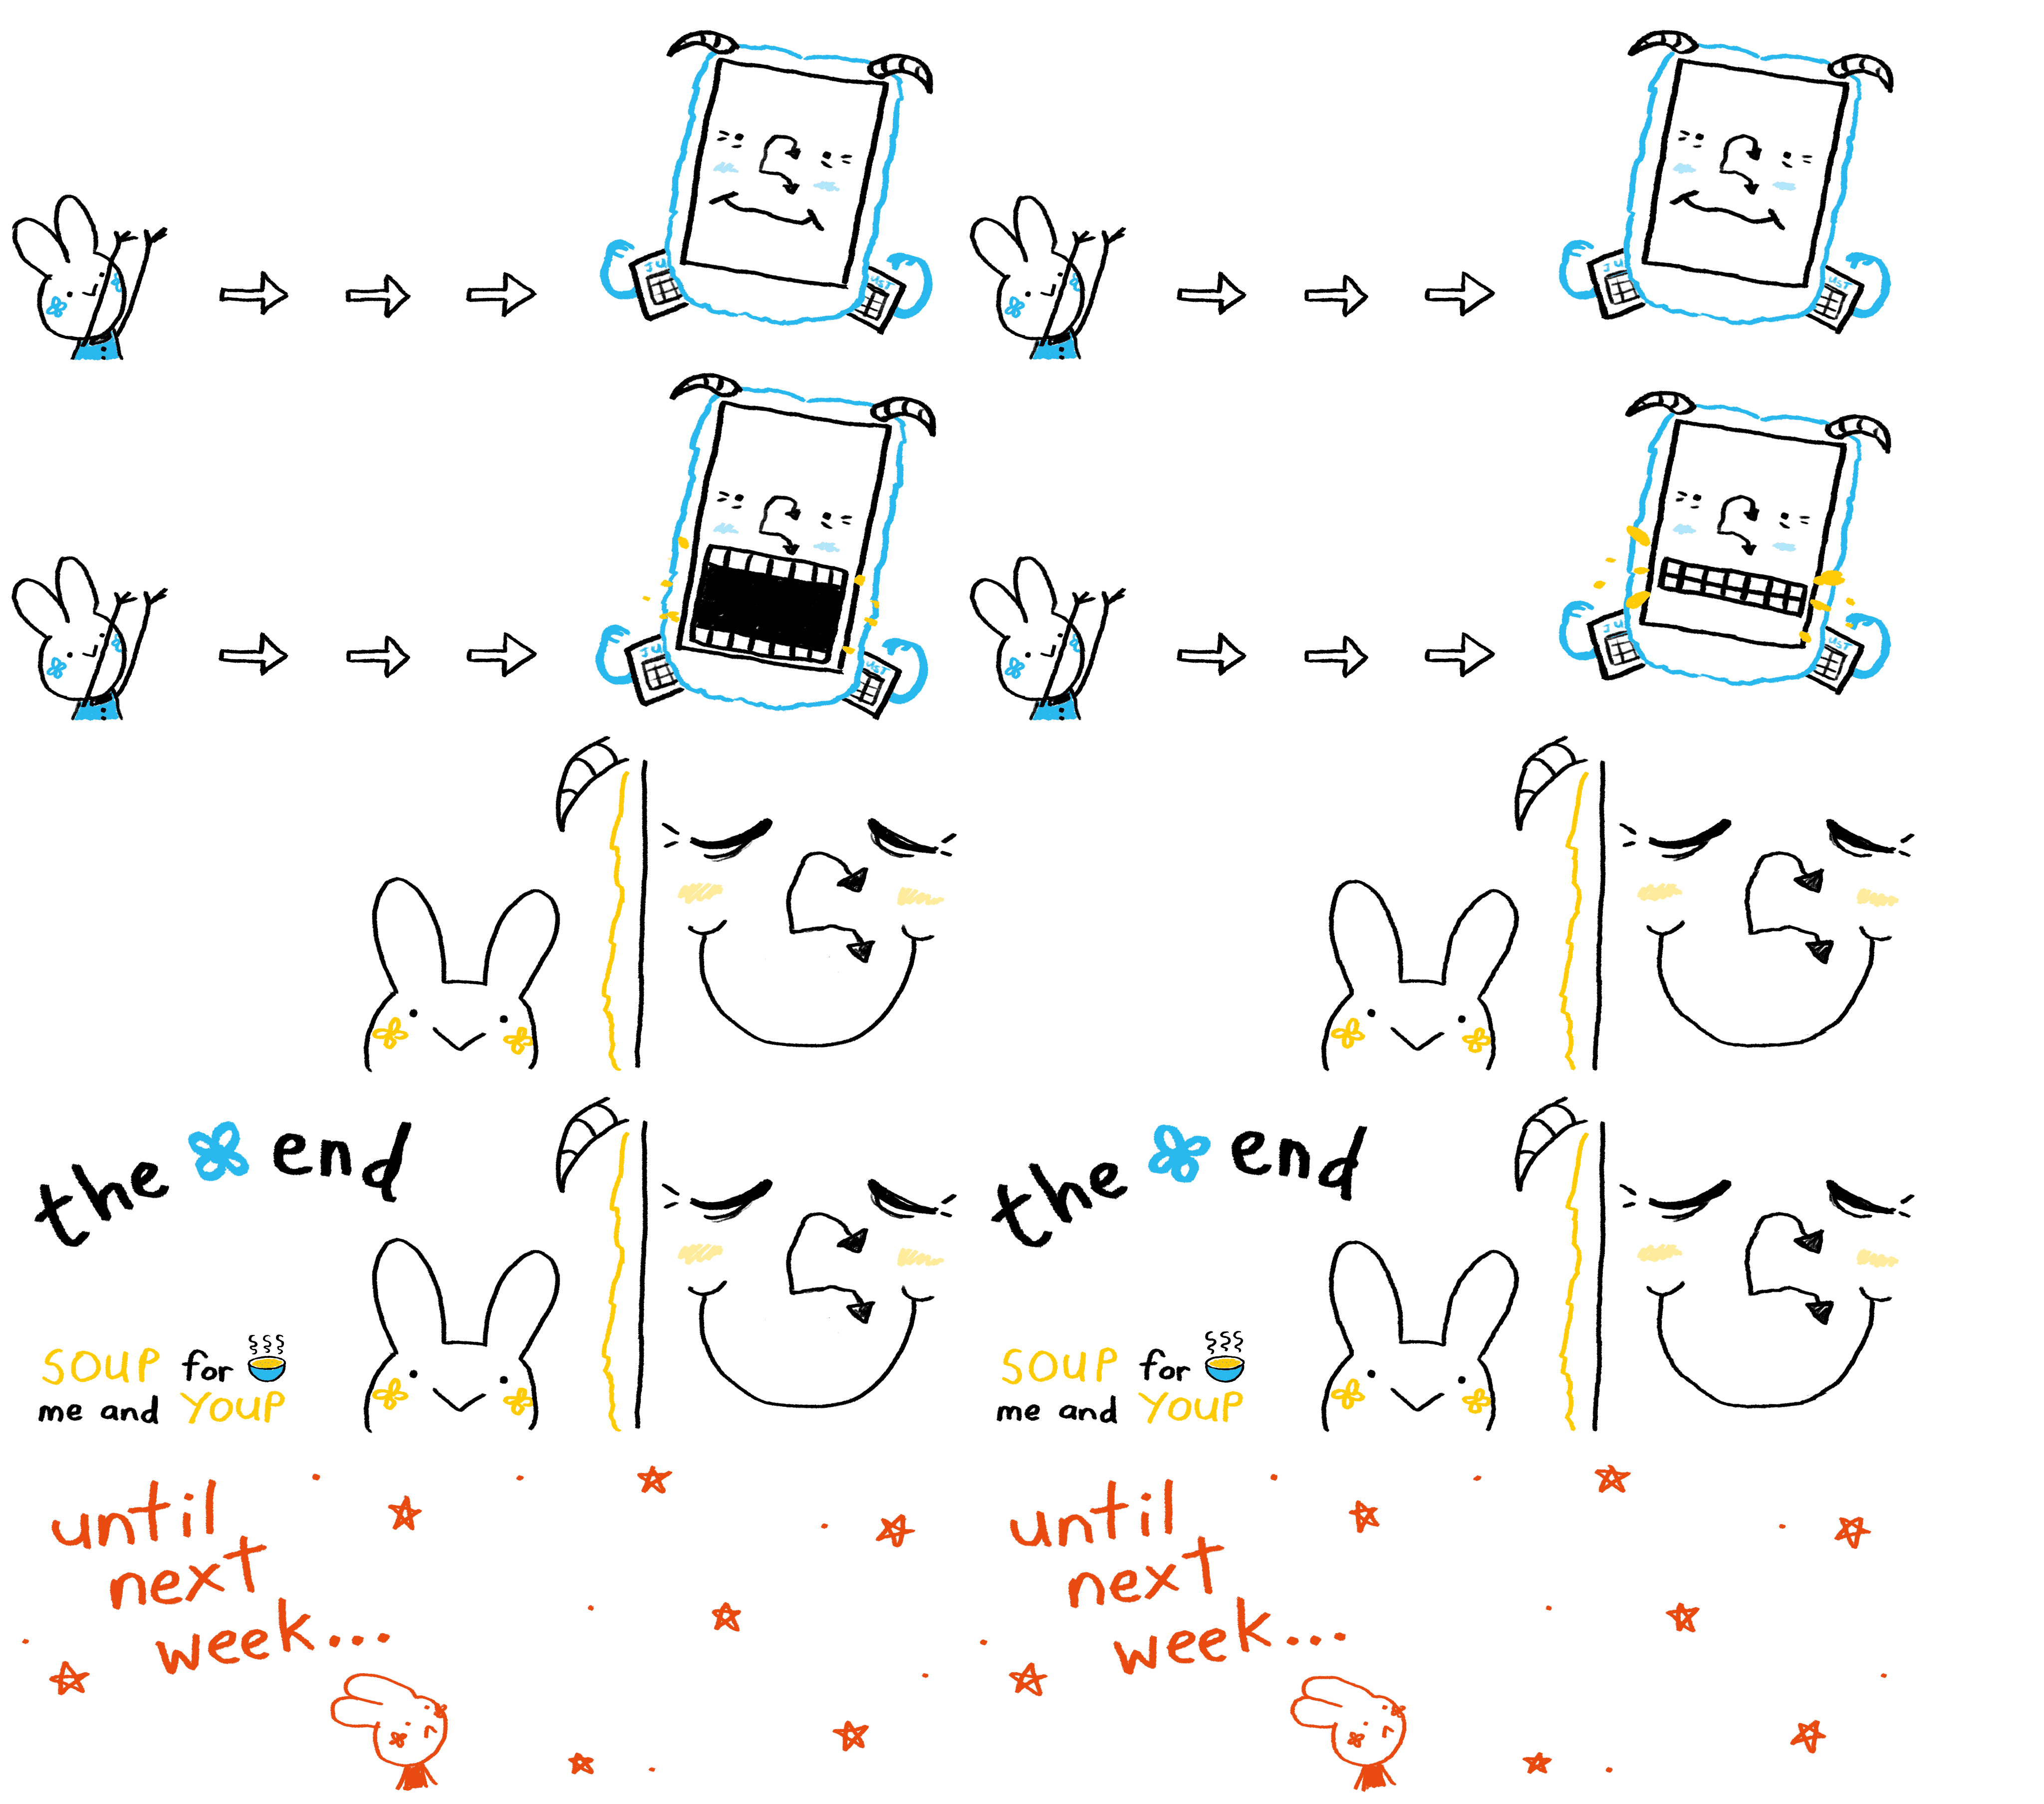 JU
UST
JU
UST
JU
UST
JU
UST
the end
SOUP for
me and YOUP
the end
SOUP for
me and YOUP
until
next
week...
until
next
week...